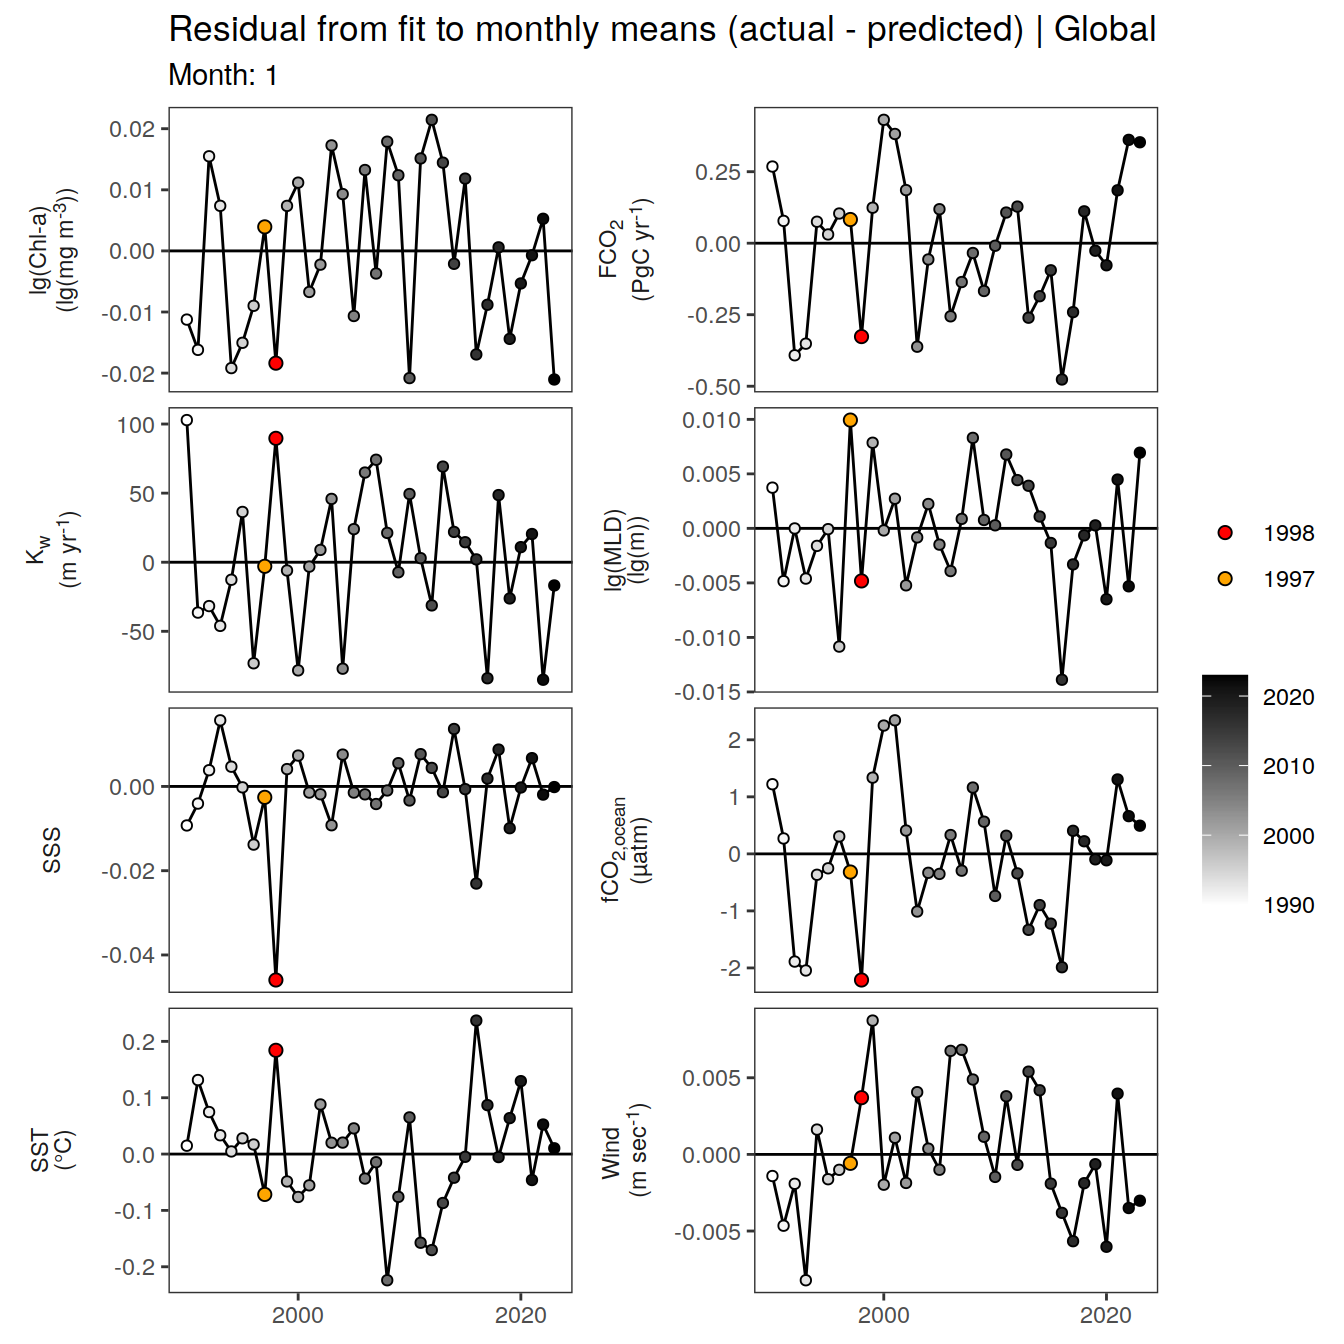 Residual from fit to monthly means (actual - predicted) | Global
Month: 1
lg(Chl-a)
(lg(mg m⁻³))
0.02
0.01
0.00
-0.01
-0.02
FCO₂
(PgC yr⁻¹)
0.25
0.00
-0.25
-0.50
Kw
(m yr⁻¹)
100
50
0
-50
lg(MLD)
(lg(m))
0.010
0.005
0.000
-0.005
-0.010
-0.015
SSS
0.00
-0.02
-0.04
fCO₂,ocean
(µatm)
2
1
0
-1
-2
SST
(°C)
0.2
0.1
0.0
-0.1
-0.2
2000
2020
Wind
(m sec⁻¹)
0.005
0.000
-0.005
2000
2020
1998
1997
2020
2010
2000
1990